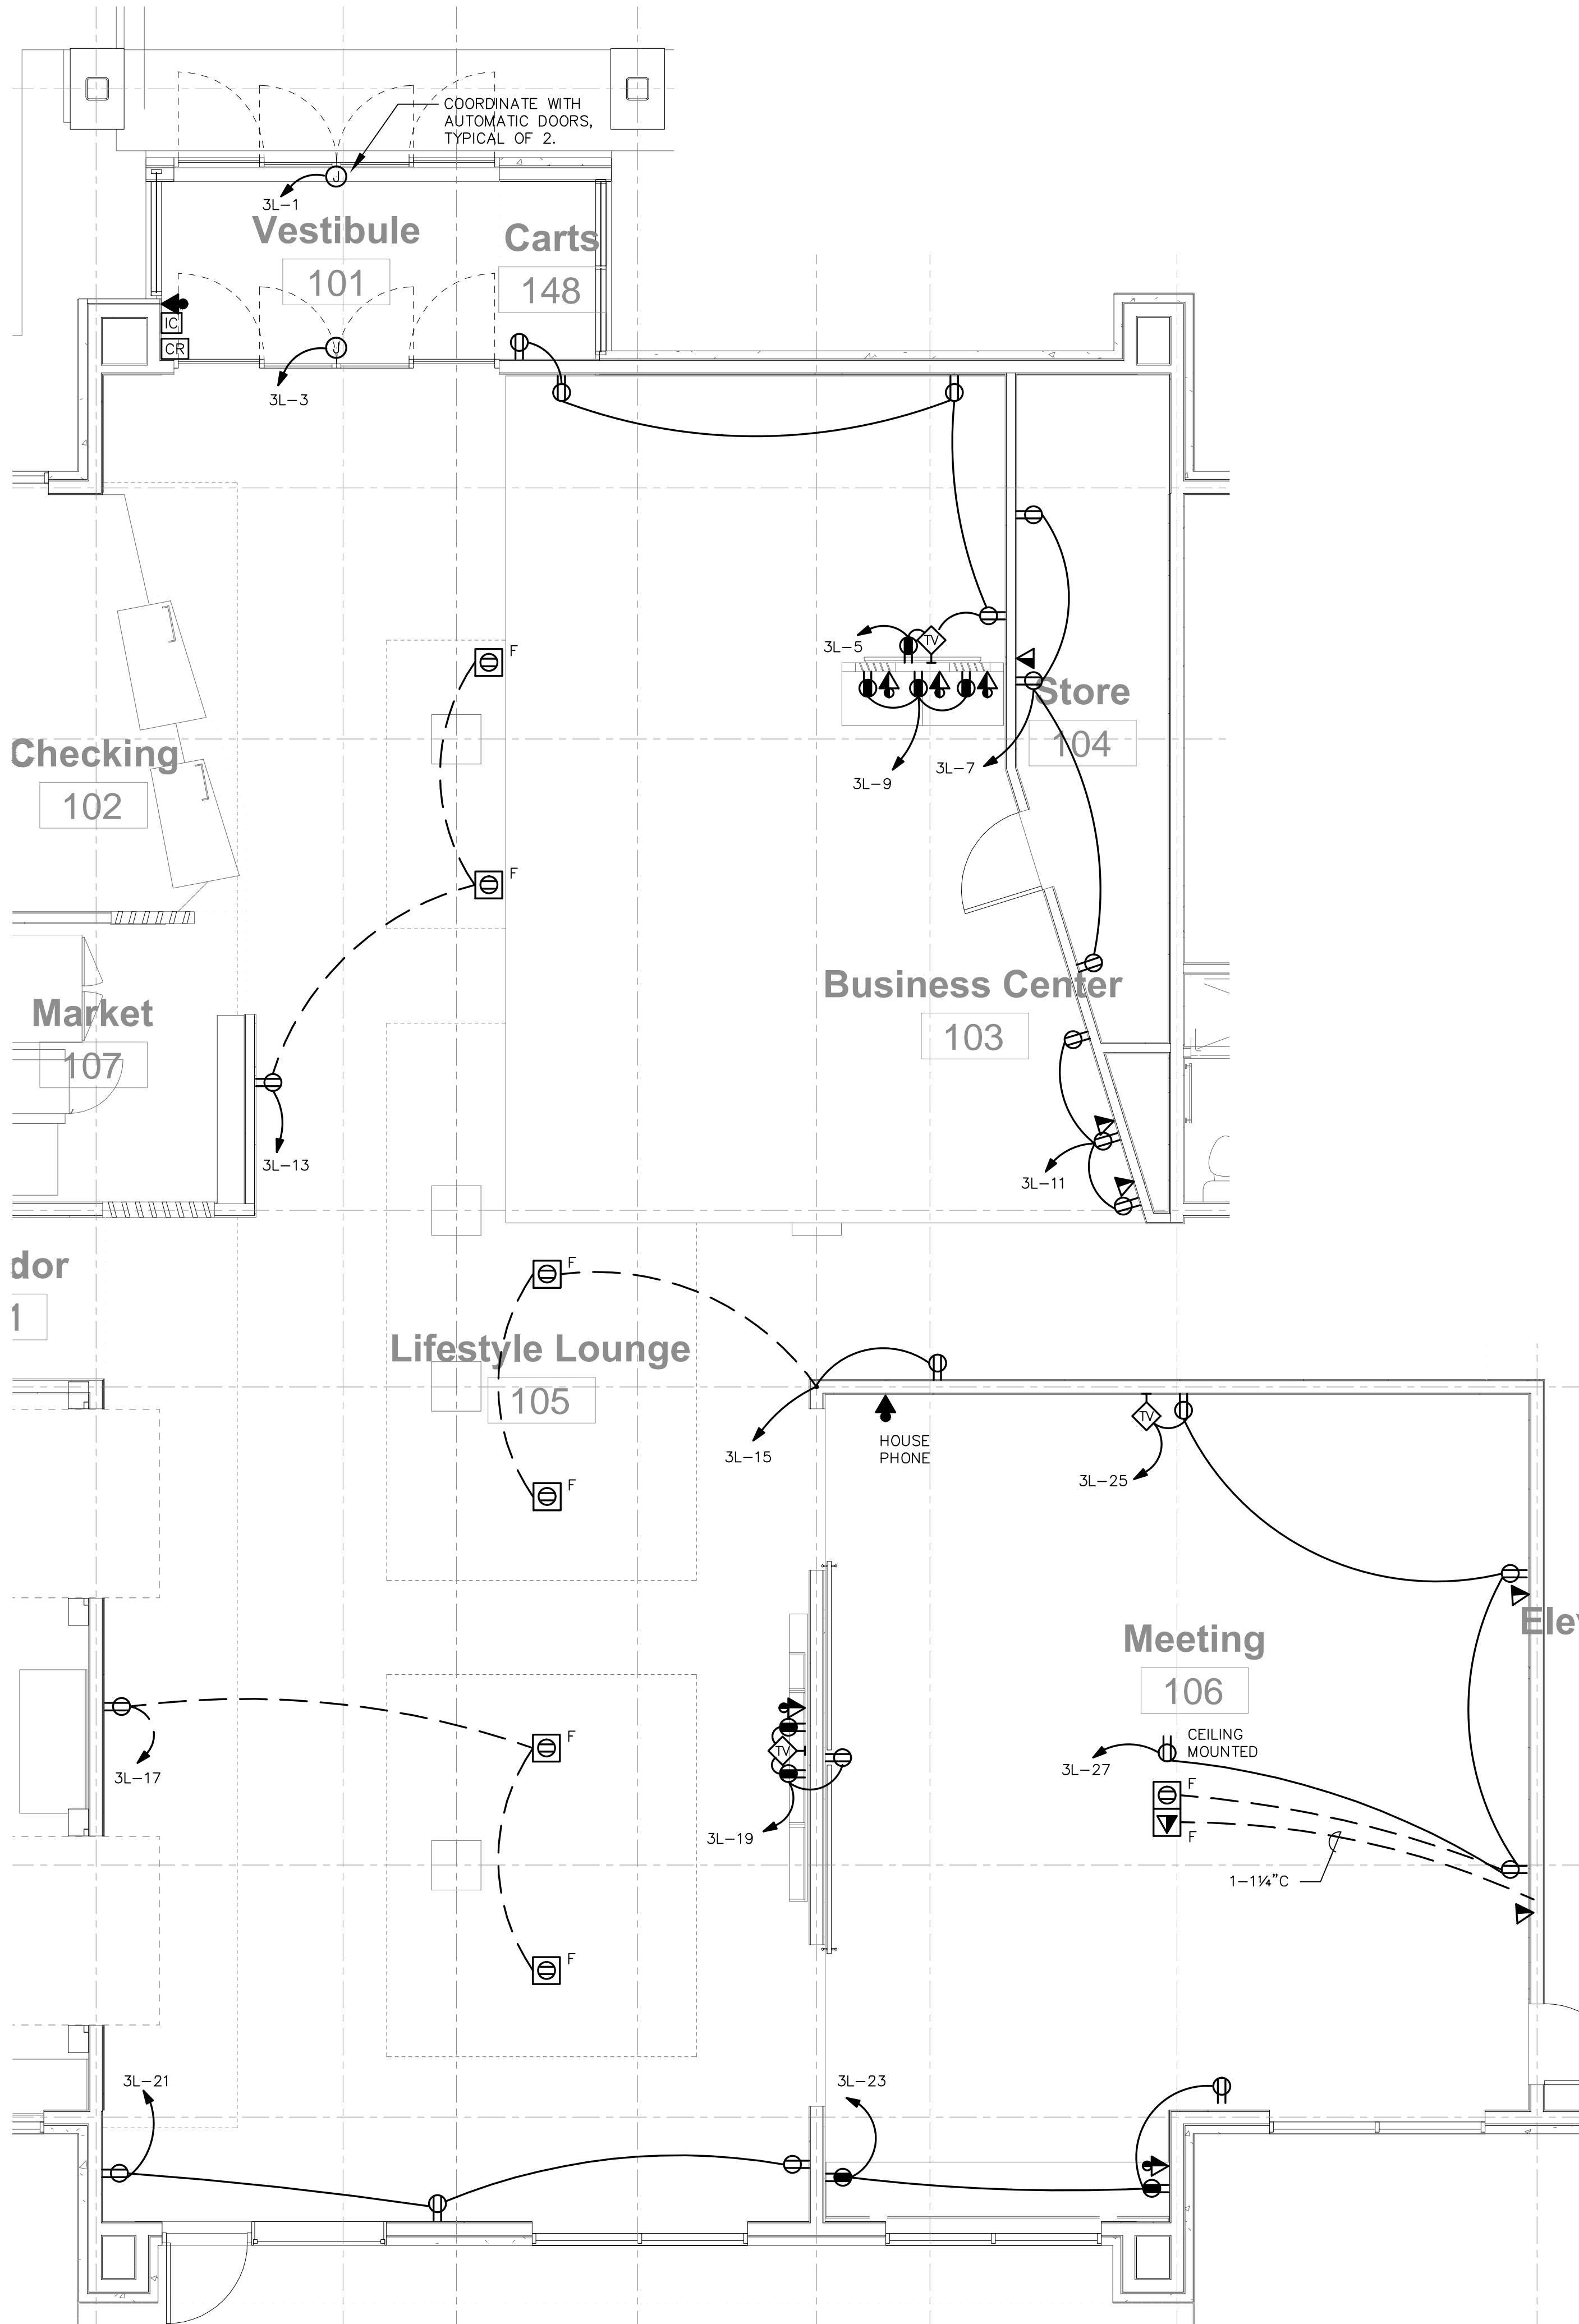 COORDINATE WITH
AUTOMATIC DOORS,
TYPICAL OF 2.
J
3L-1
Vestibule
101
Carts
148
IC
CR
J
3L-3
F
3L-5
TV
Store
104
Checking
102
3L-9
3L-7
F
Market
107
Business Center
103
3L-13
3L-11
dor
1
F
Lifestyle Lounge
105
3L-15
HOUSE
PHONE
TV
3L-25
F
Meeting
106
Elev
CEILING
MOUNTED
3L-27
F
TV
3L-17
F
3L-19
F
1-1¼"C
F
3L-21
3L-23